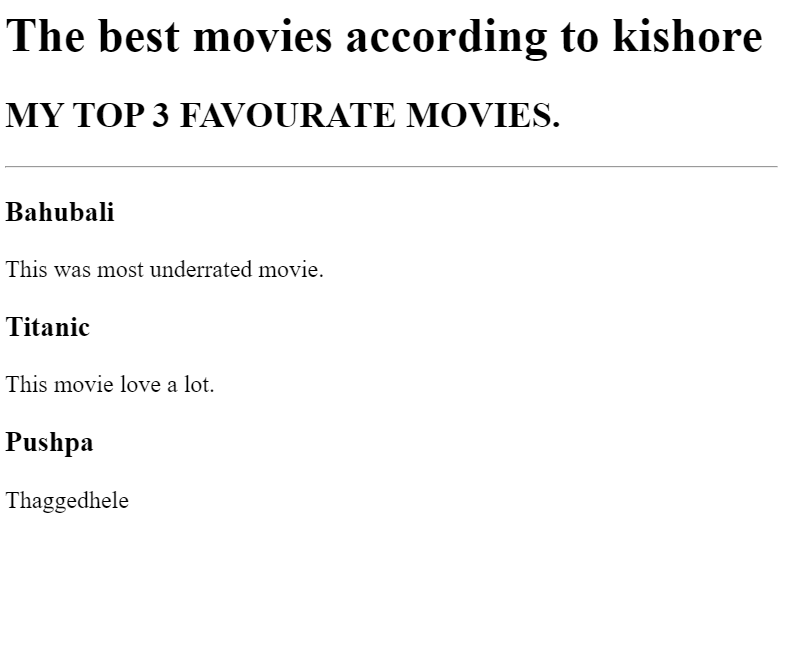 The best movies according to kishore
MY TOP 3 FAVOURATE MOVIES.
Bahubali
This was most underrated movie.
Titanic
This movie love a lot.
Pushpa
Thaggedhele